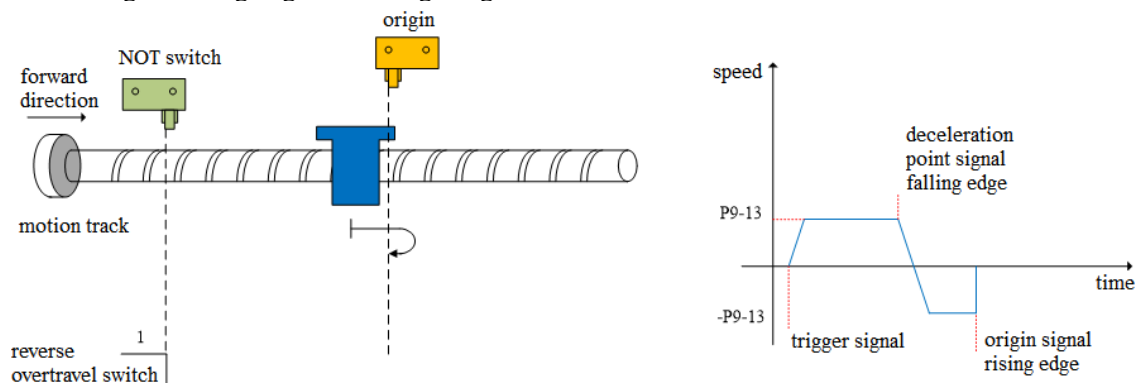 origin
NOT switch
forward
direction
motion track
1
reverse
overtravel switch
speed
deceleration
point signal
falling edge
P9-13
time
-P9-13
trigger signal
origin signal
rising edge